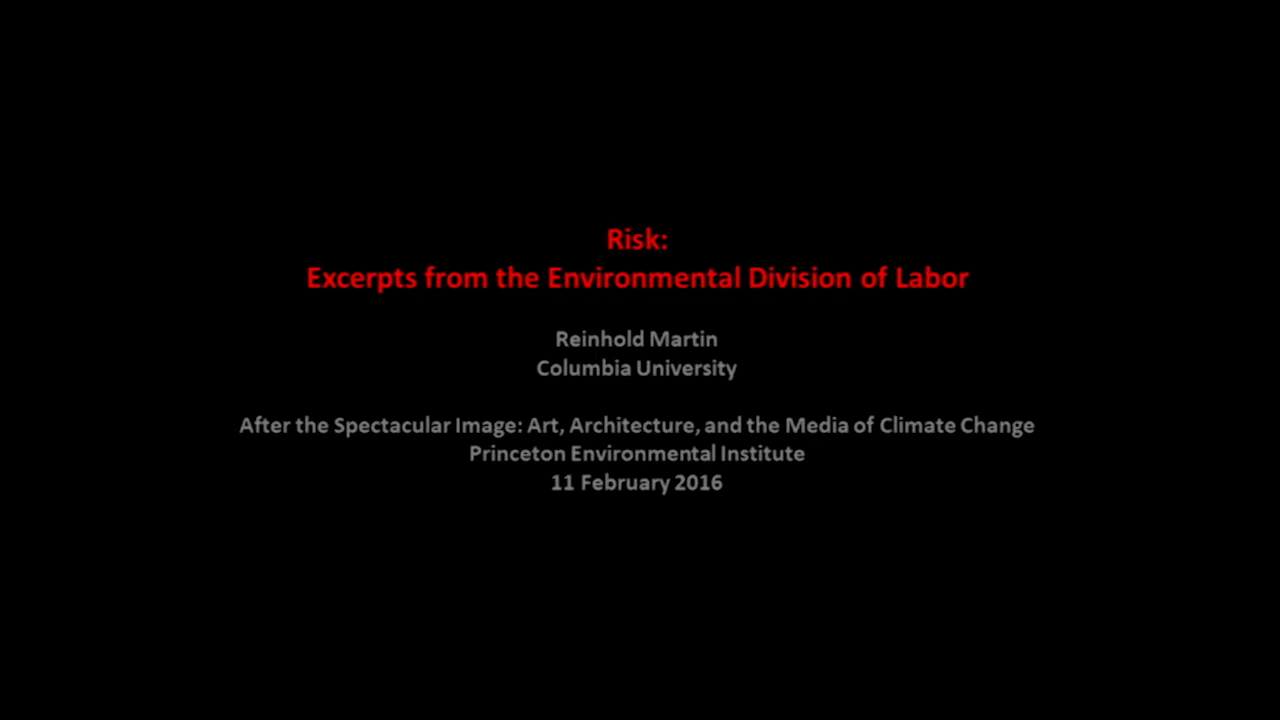 Risk:
Excerpts from the Environmental Division of Labor
Reinhold Martin
Columbia University
After the Spectacular Image: Art, Architecture, and the Media of Climate Change
Princeton Environmental Institute
11 February 2016